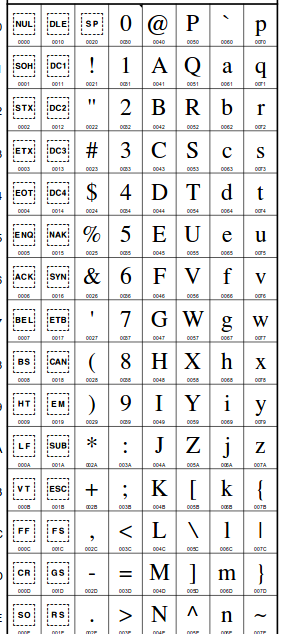 NUL DLE SP 0 @ P ` p
0000 0010 0020 0030 0040 0050 0060 0070
SOH DC1 ! 1 A Q a q
0001 0011 0021 0031 0041 0051 0061 0071
STX DC2 " 2 B R b r
0002 0012 0022 0032 0042 0052 0062 0072
ETX DC3 # 3 C S c s
0003 0013 0023 0033 0043 0053 0063 0073
EOT DC4 $ 4 D T d t
0004 0014 0024 0034 0044 0054 0064 0074
ENQ NAK % 5 E U e u
0005 0015 0025 0035 0045 0055 0065 0075
ACK SYN & 6 F V f v
0006 0016 0026 0036 0046 0056 0066 0076
BEL ETB ' 7 G W g w
0007 0017 0027 0037 0047 0057 0067 0077
BS CAN ( 8 H X h x
0008 0018 0028 0038 0048 0058 0068 0078
HT EM ) 9 I Y i y
0009 0019 0029 0039 0049 0059 0069 0079
LF SUB * : J Z j z
000A 001A 002A 003A 004A 005A 006A 007A
VT ESC + ; K [ k {
000B 001B 002B 003B 004B 005B 006B 007B
FF FS , < L \ l |
000C 001C 002C 003C 004C 005C 006C 007C
CR GS - = M ] m }
000D 001D 002D 003D 004D 005D 006D 007D
SO RS . > N ^ n ~